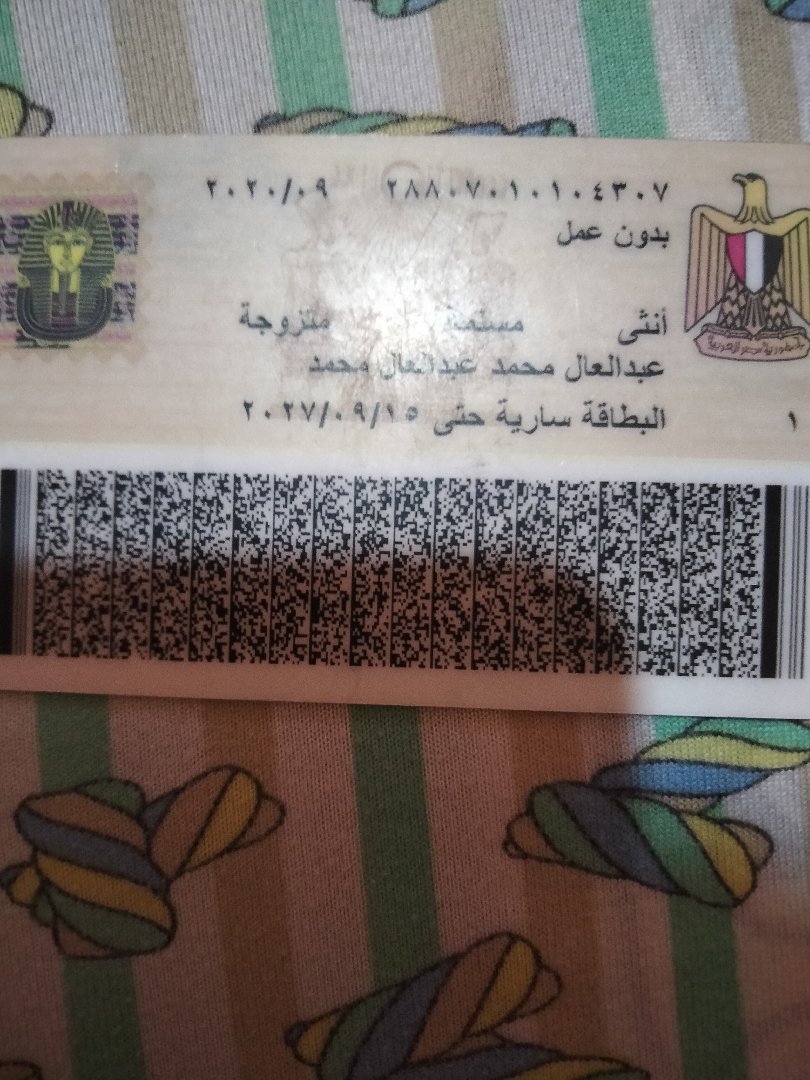 ٢٨٨٠٧٠١٠١٠٤٣٠٧ ٢٠٢٠/٠٩
بدون عمل
أنثى مسلمة متزوجة
عبدالعال محمد عبدالعال محمد
البطاقة سارية حتى ٢٠٢٧/٠٩/١٥
١